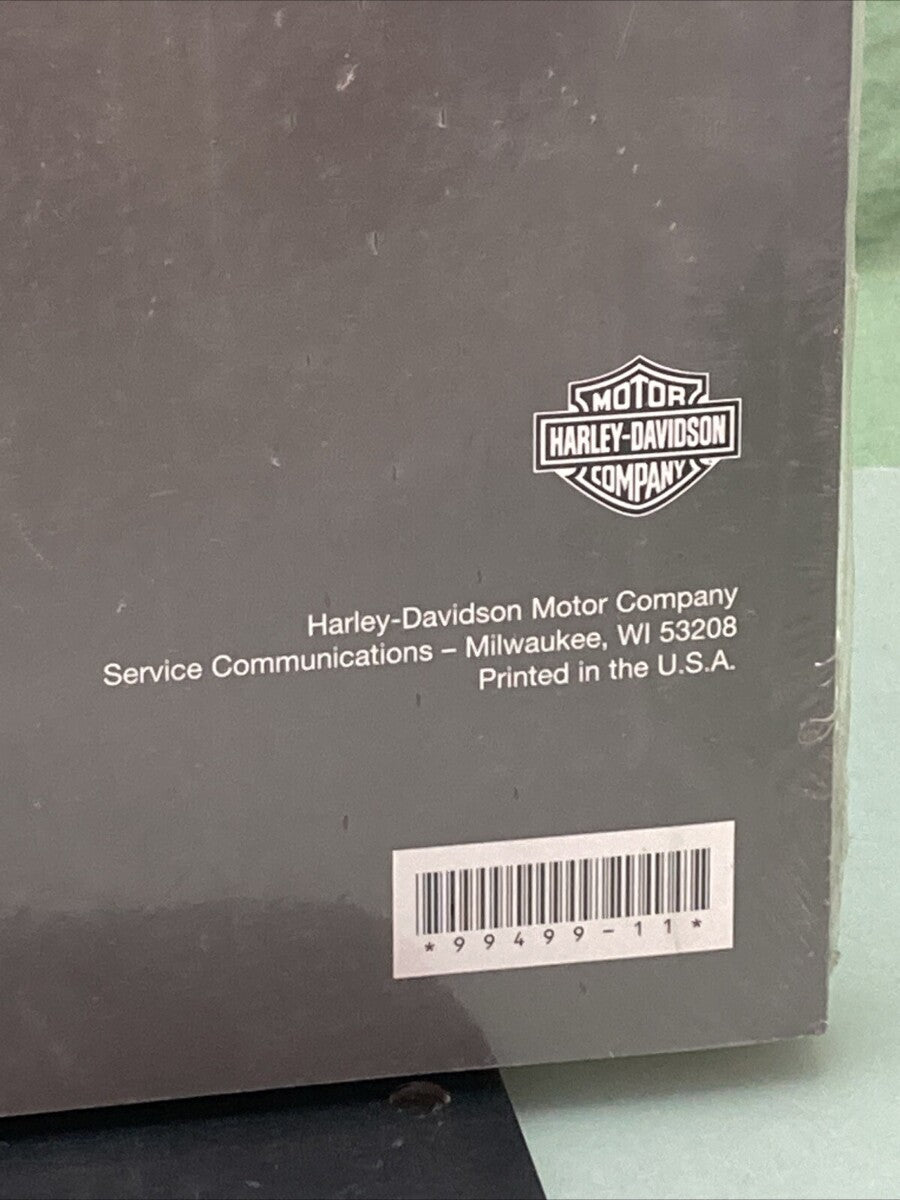 MOTOR
HARLEY-DAVIDSON
COMPANY
Harley-Davidson Motor Company
Service Communications – Milwaukee, WI 53208
Printed in the U.S.A.
*99499-11*